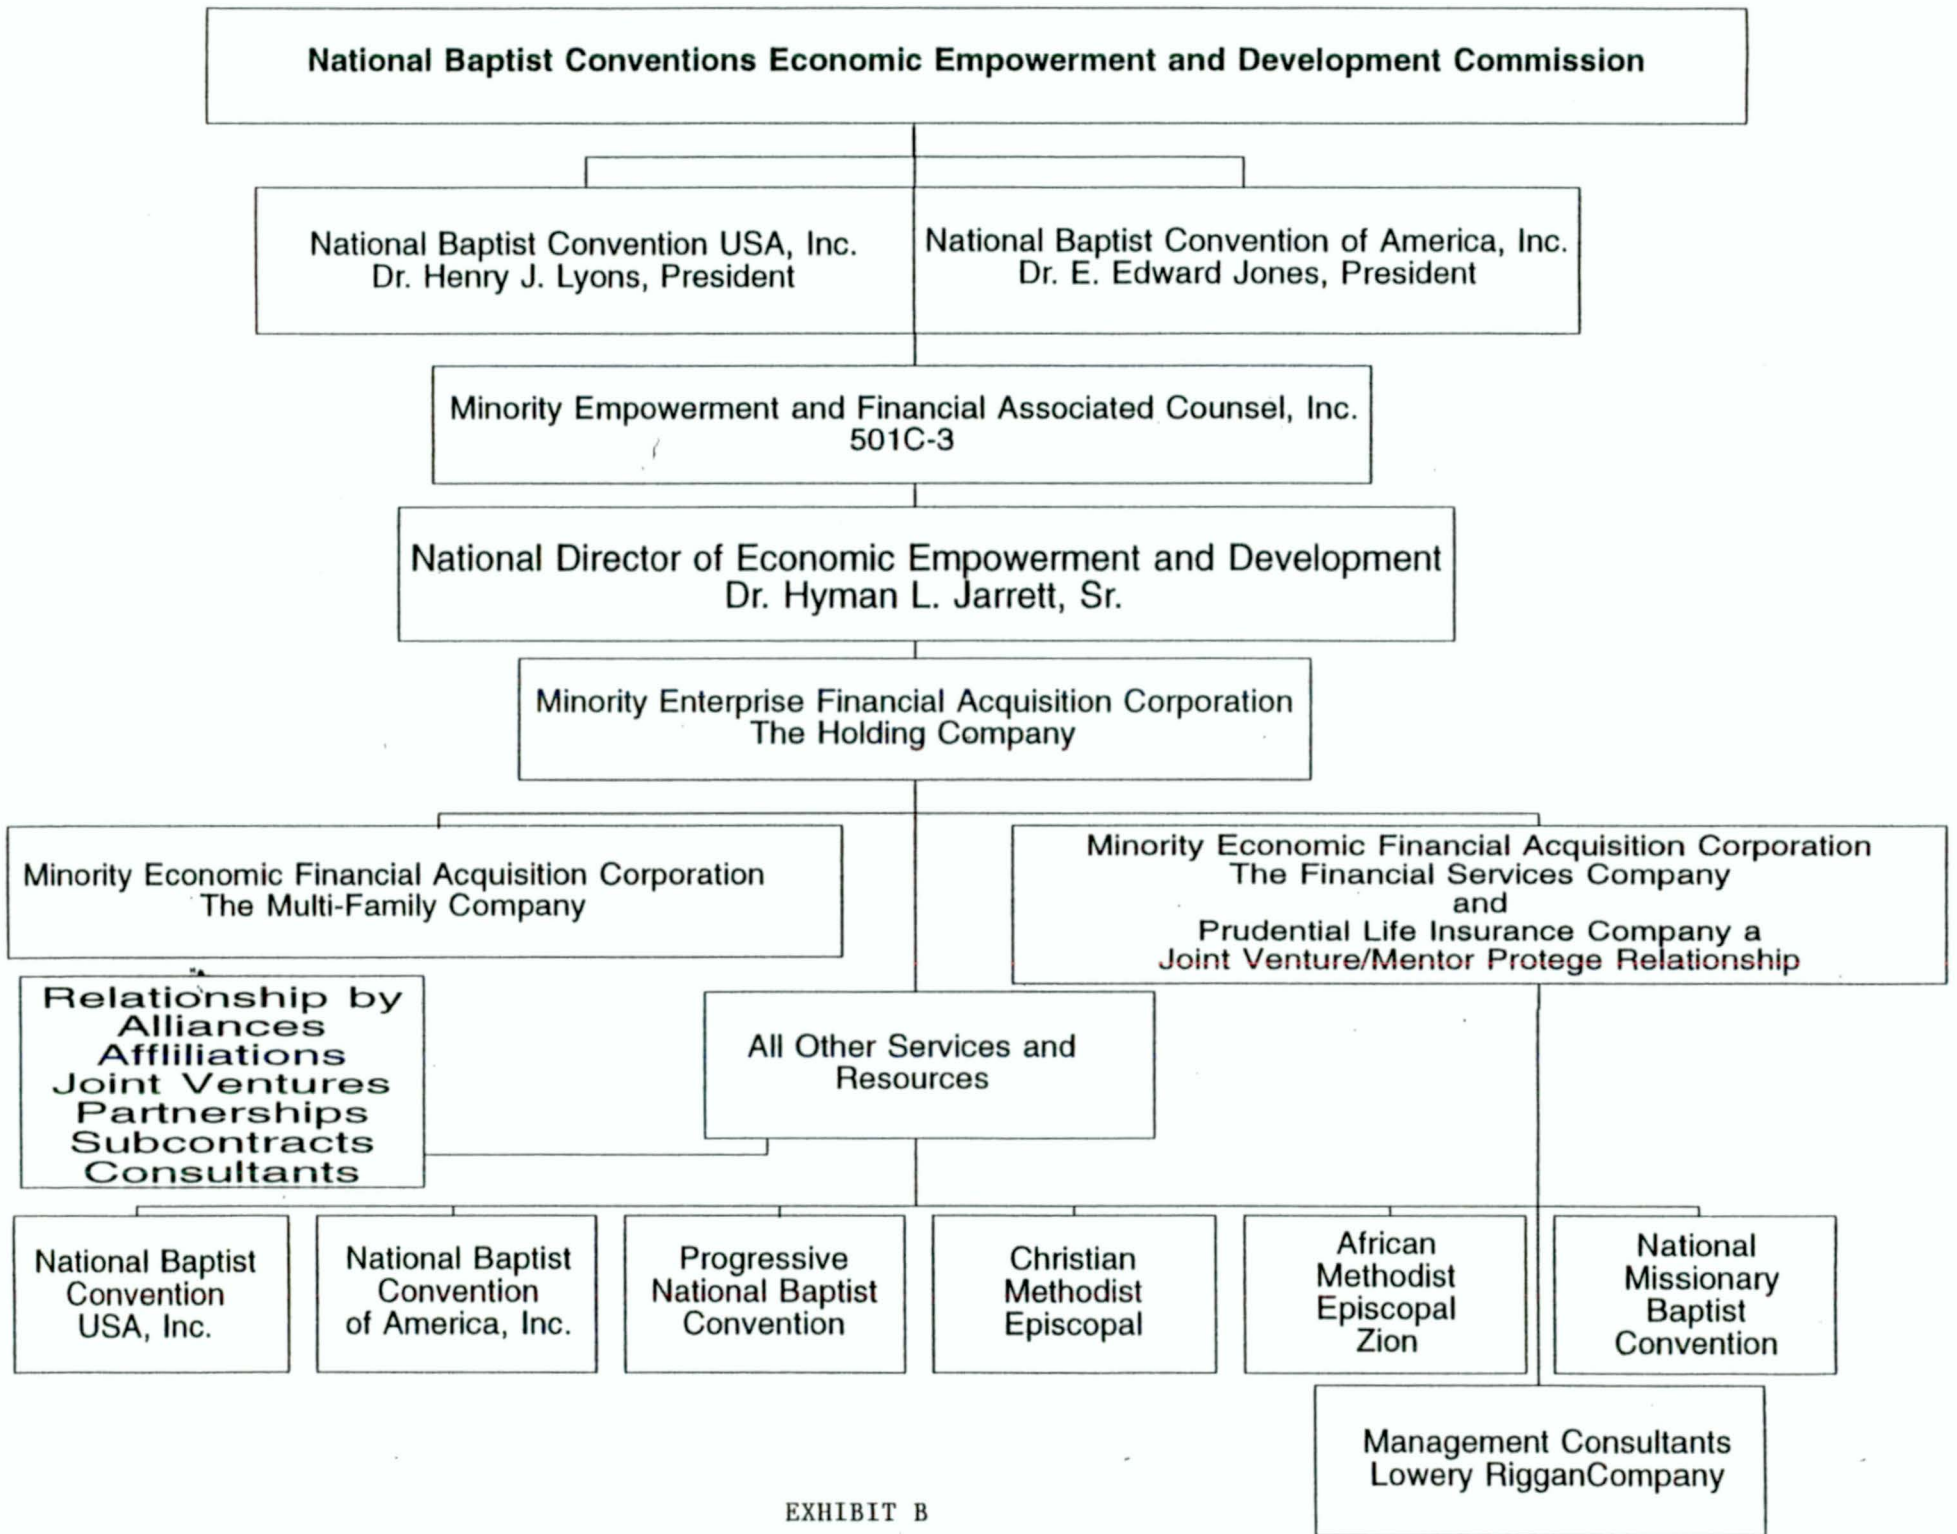 National Baptist Conventions Economic Empowerment and Development Commission
National Baptist Convention USA, Inc.
Dr. Henry J. Lyons, President
National Baptist Convention of America, Inc.
Dr. E. Edward Jones, President
Minority Empowerment and Financial Associated Counsel, Inc.
501C-3
National Director of Economic Empowerment and Development
Dr. Hyman L. Jarrett, Sr.
Minority Enterprise Financial Acquisition Corporation
The Holding Company
Minority Economic Financial Acquisition Corporation
The Multi-Family Company
Minority Economic Financial Acquisition Corporation
The Financial Services Company
and
Prudential Life Insurance Company a
Joint Venture/Mentor Protege Relationship
Relationship by
Alliances
Affliliations
Joint Ventures
Partnerships
Subcontracts
Consultants
All Other Services and
Resources
National Baptist
Convention
USA, Inc.
National Baptist
Convention
of America, Inc.
Progressive
National Baptist
Convention
Christian
Methodist
Episcopal
African
Methodist
Episcopal
Zion
National
Missionary
Baptist
Convention
Management Consultants
Lowery RigganCompany
EXHIBIT B